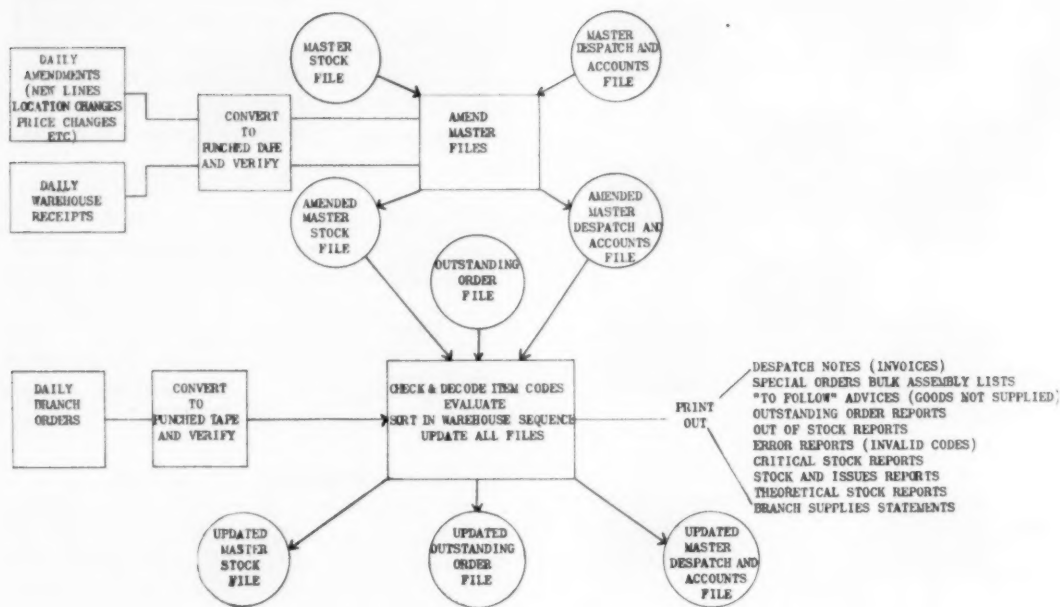 MASTER
STOCK
FILE
MASTER
DESPATCH AND
ACCOUNTS
FILE
DAILY
AMENDMENTS
(NEW LINES
LOCATION CHANGES
PRICE CHANGES
ETC)
CONVERT
TO
PUNCHED TAPE
AND VERIFY
AMEND
MASTER
FILES
DAILY
WAREHOUSE
RECEIPTS
AMENDED
MASTER
STOCK
FILE
AMENDED
MASTER
DESPATCH AND
ACCOUNTS
FILE
OUTSTANDING
ORDER
FILE
DAILY
BRANCH
ORDERS
CONVERT
TO
PUNCHED TAPE
AND VERIFY
CHECK & DECODE ITEM CODES
EVALUATE
SORT IN WAREHOUSE SEQUENCE
UPDATE ALL FILES
PRINT
OUT
DESPATCH NOTES (INVOICES)
SPECIAL ORDERS BULK ASSEMBLY LISTS
"TO FOLLOW" ADVICES (GOODS NOT SUPPLIED)
OUTSTANDING ORDER REPORTS
OUT OF STOCK REPORTS
ERROR REPORTS (INVALID CODES)
CRITICAL STOCK REPORTS
STOCK AND ISSUES REPORTS
THEORETICAL STOCK REPORTS
BRANCH SUPPLIES STATEMENTS
UPDATED
MASTER
STOCK
FILE
UPDATED
OUTSTANDING
ORDER
FILE
UPDATED
MASTER
DESPATCH AND
ACCOUNTS
FILE